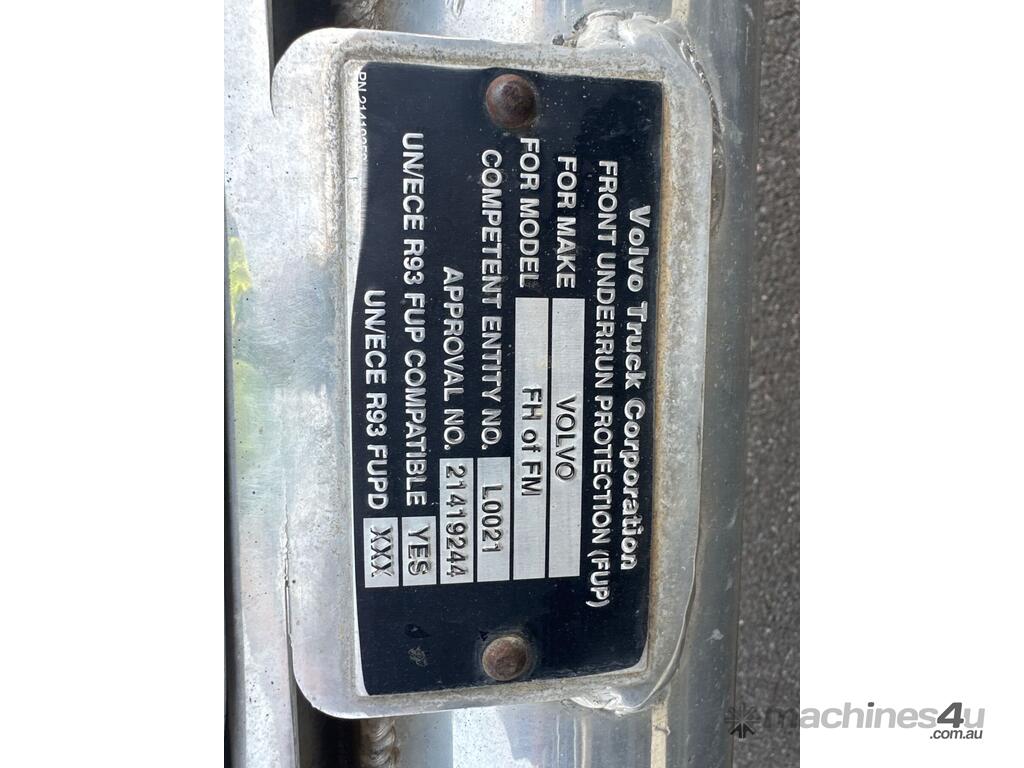 Volvo Truck Corporation
FRONT UNDERRUN PROTECTION (FUP)
FOR MAKE VOLVO
FOR MODEL FH of FM
COMPETENT ENTITY NO. L0021
APPROVAL NO. 21419244
UN/ECE R93 FUP COMPATIBLE YES
UN/ECE R93 FUPD XXX
PN
machines4u
.com.au